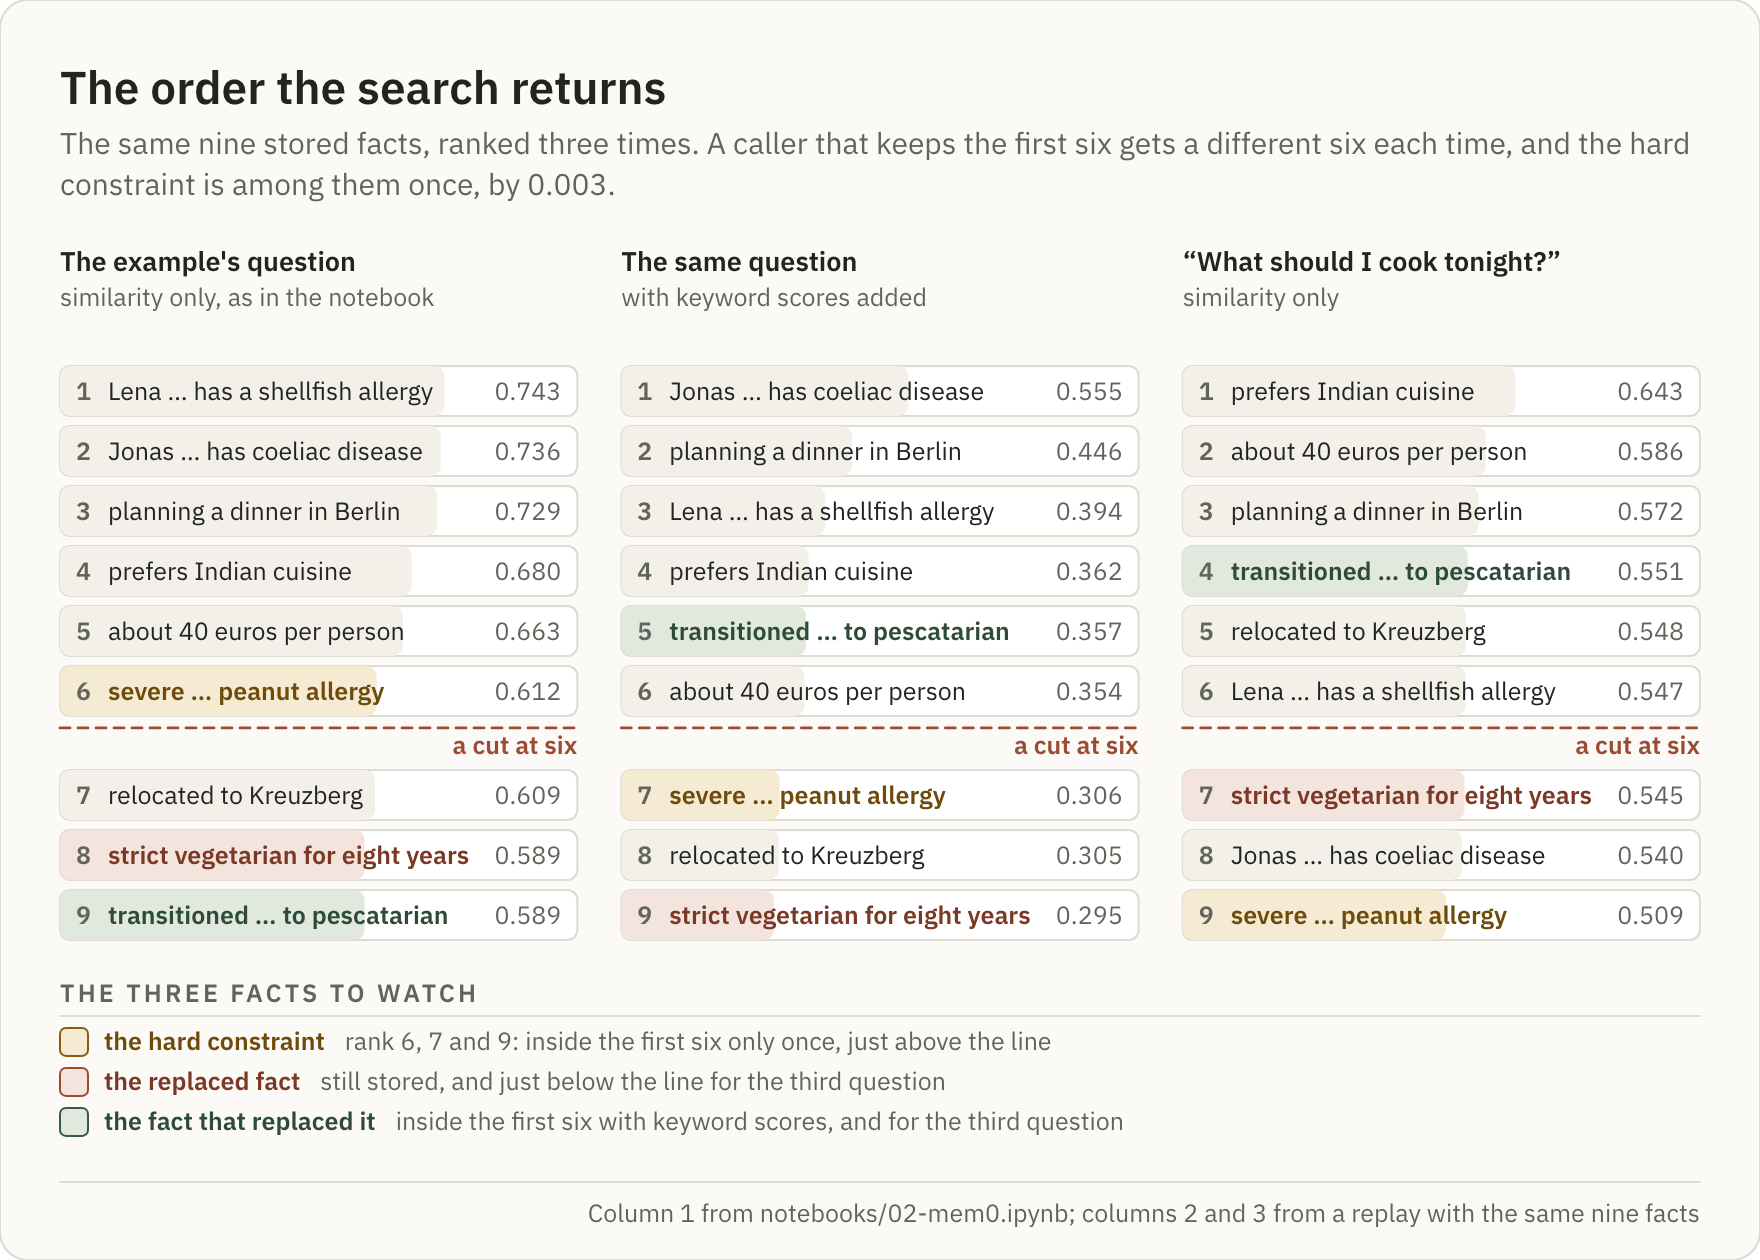 The order the search returns
The same nine stored facts, ranked three times. A caller that keeps the first six gets a different six each time, and the hard
constraint is among them once, by 0.003.
The example's question
similarity only, as in the notebook
1 Lena ... has a shellfish allergy 0.743
2 Jonas ... has coeliac disease 0.736
3 planning a dinner in Berlin 0.729
4 prefers Indian cuisine 0.680
5 about 40 euros per person 0.663
6 severe ... peanut allergy 0.612
a cut at six
7 relocated to Kreuzberg 0.609
8 strict vegetarian for eight years 0.589
9 transitioned ... to pescatarian 0.589
The same question
with keyword scores added
1 Jonas ... has coeliac disease 0.555
2 planning a dinner in Berlin 0.446
3 Lena ... has a shellfish allergy 0.394
4 prefers Indian cuisine 0.362
5 transitioned ... to pescatarian 0.357
6 about 40 euros per person 0.354
a cut at six
7 severe ... peanut allergy 0.306
8 relocated to Kreuzberg 0.305
9 strict vegetarian for eight years 0.295
“What should I cook tonight?”
similarity only
1 prefers Indian cuisine 0.643
2 about 40 euros per person 0.586
3 planning a dinner in Berlin 0.572
4 transitioned ... to pescatarian 0.551
5 relocated to Kreuzberg 0.548
6 Lena ... has a shellfish allergy 0.547
a cut at six
7 strict vegetarian for eight years 0.545
8 Jonas ... has coeliac disease 0.540
9 severe ... peanut allergy 0.509
THE THREE FACTS TO WATCH
the hard constraint rank 6, 7 and 9: inside the first six only once, just above the line
the replaced fact still stored, and just below the line for the third question
the fact that replaced it inside the first six with keyword scores, and for the third question
Column 1 from notebooks/02-mem0.ipynb; columns 2 and 3 from a replay with the same nine facts